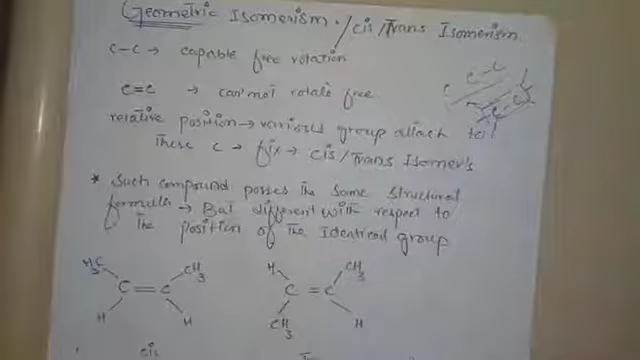 Geometric Isomerism. /cis/Trans Isomerism
C-C → capable free rotation
C=C → can not rotate free
relative position → various group attach to
These C → fix → cis/Trans Isomer's
* Such compound posses the same structural
formula → But different with respect to
the position of the Identical group
H3C CH3 H CH3
C=C C=C
H H CH3 H
cis